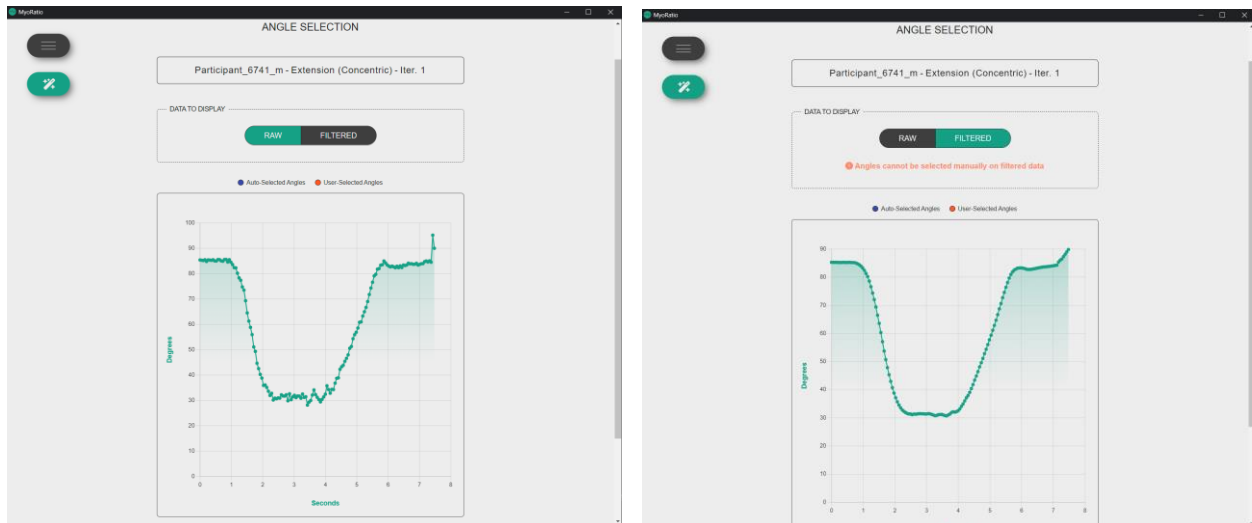 MyoRatio
ANGLE SELECTION
Participant_6741_m - Extension (Concentric) - Iter. 1
DATA TO DISPLAY
RAW FILTERED
Auto-Selected Angles User-Selected Angles
100
90
80
70
60
50
40
30
20
10
0
Degrees
0 1 2 3 4 5 6 7 8
Seconds
MyoRatio
ANGLE SELECTION
Participant_6741_m - Extension (Concentric) - Iter. 1
DATA TO DISPLAY
RAW FILTERED
Angles cannot be selected manually on filtered data
Auto-Selected Angles User-Selected Angles
90
80
70
60
50
40
30
20
10
0
Degrees
0 1 2 3 4 5 6 7 8